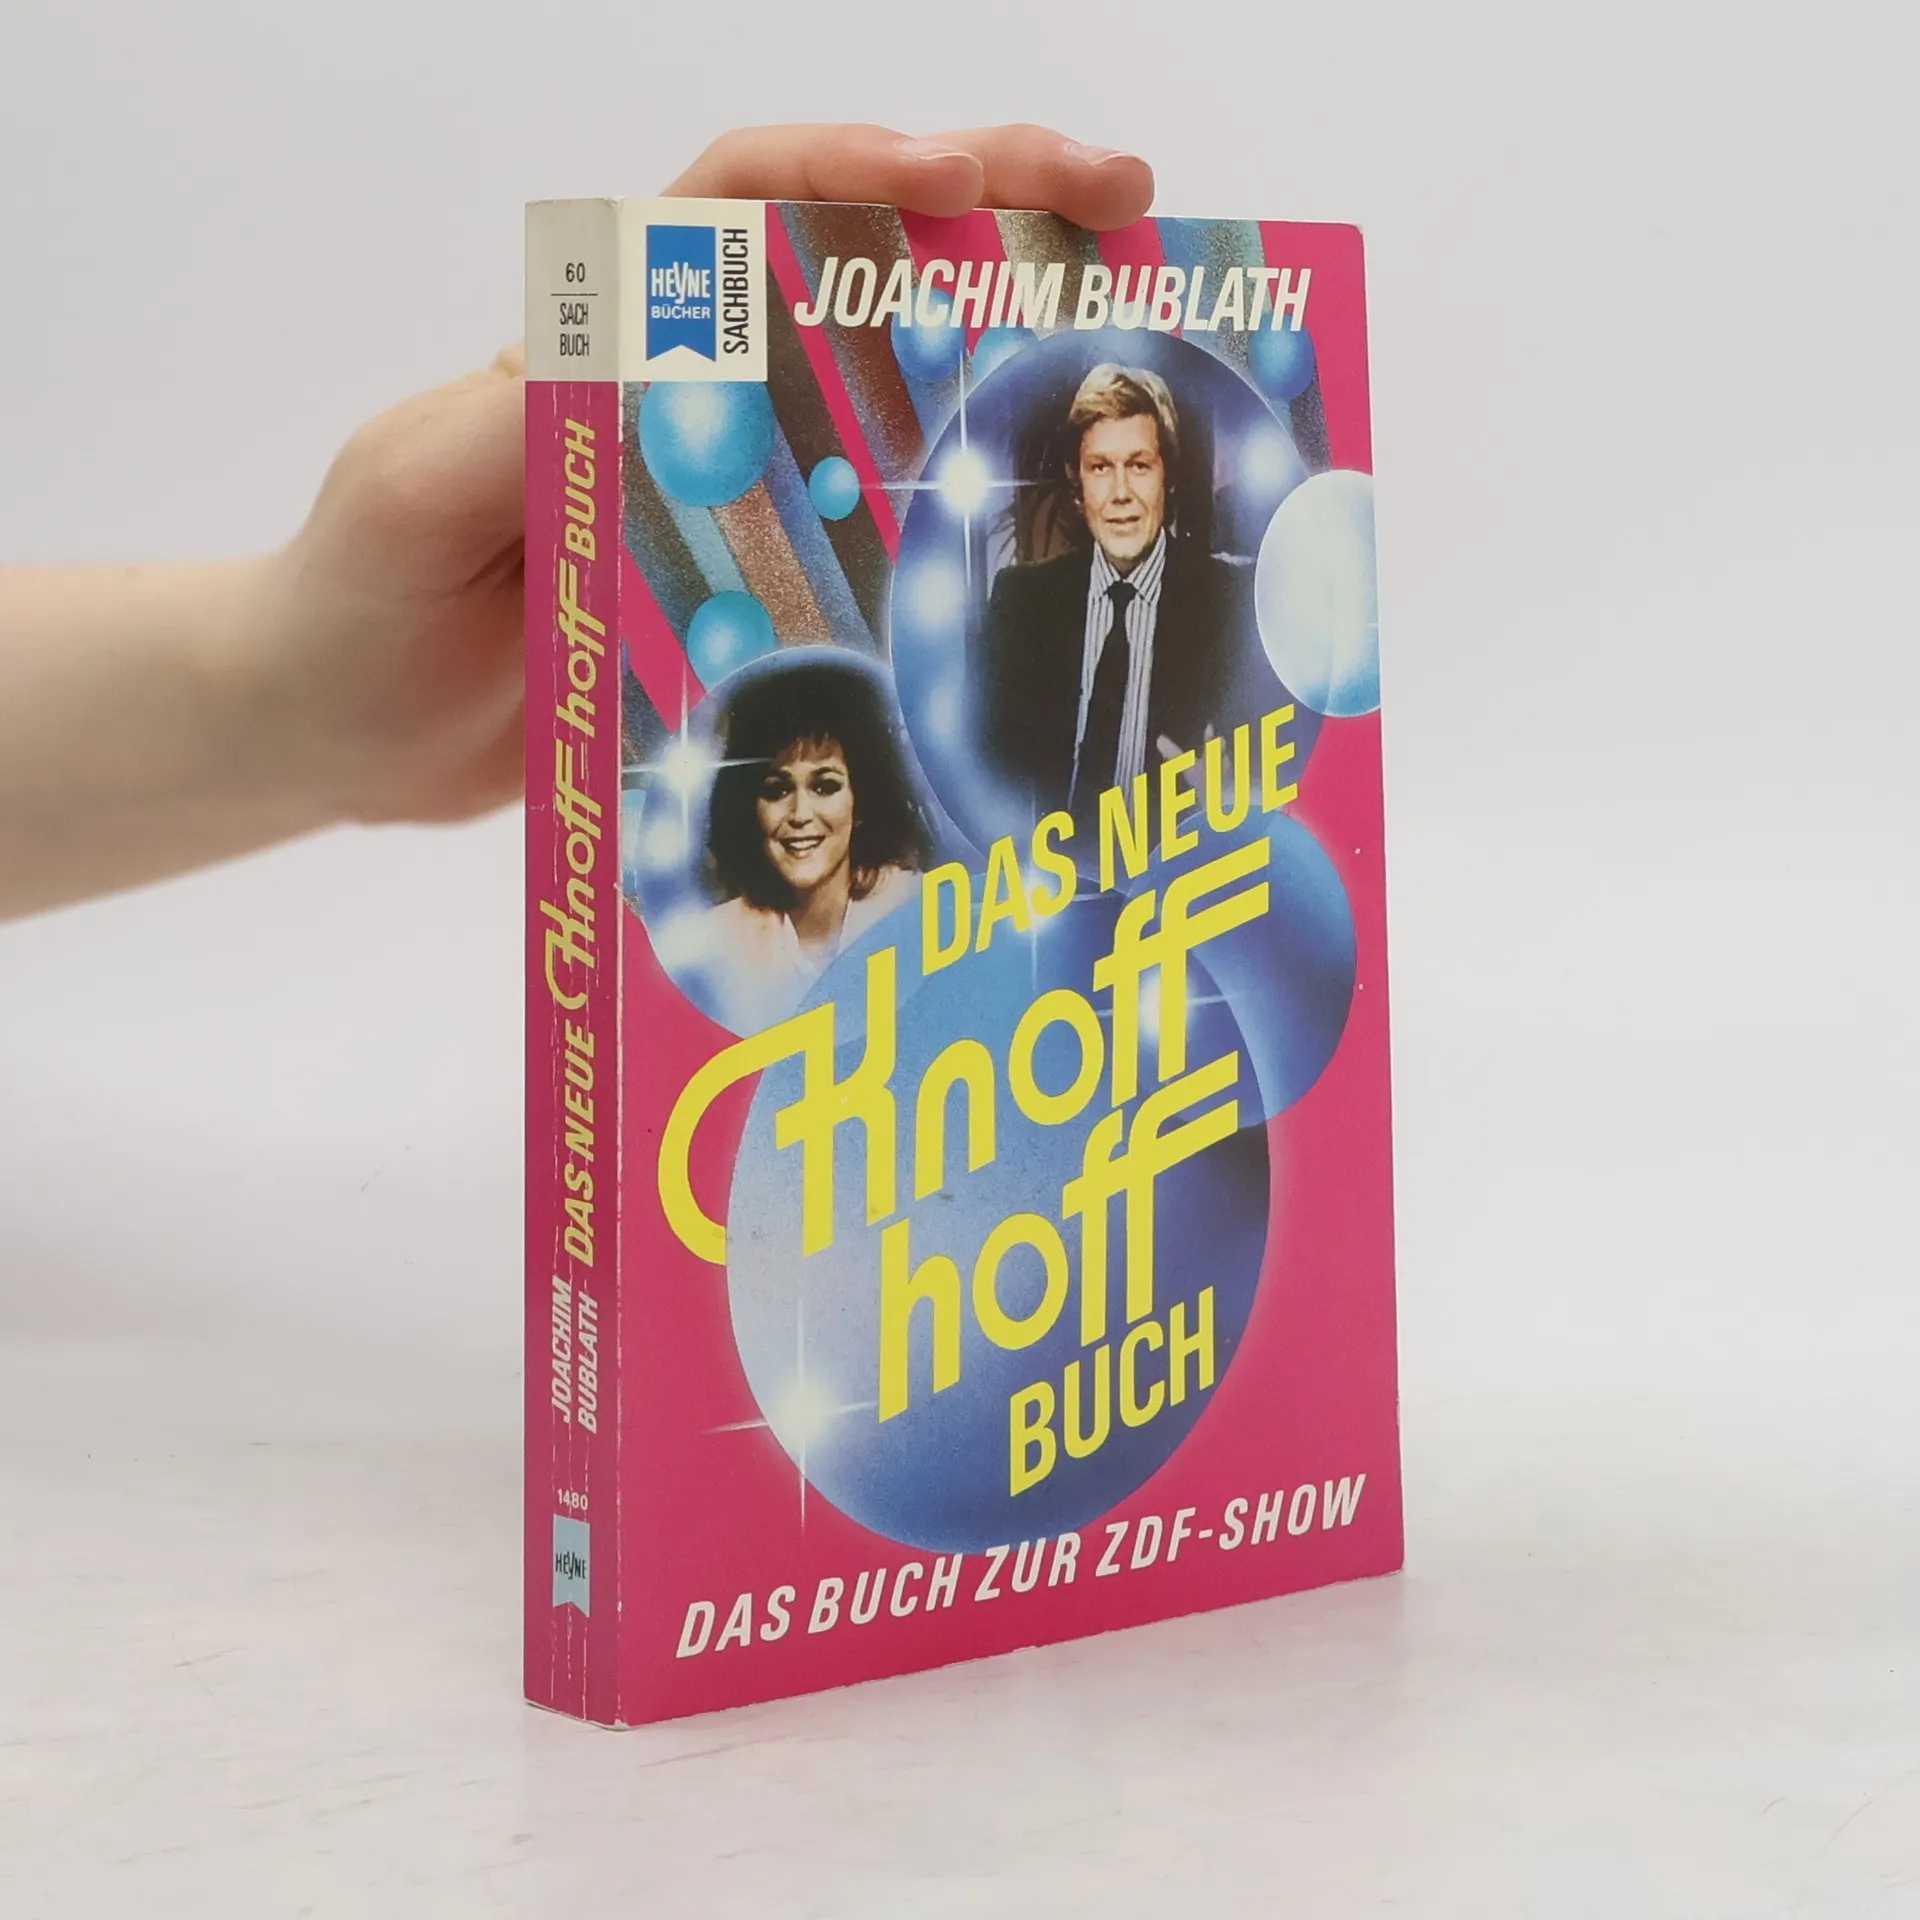 60
SACH
BUCH
DAS NEUE Knoff hoff BUCH
JOACHIM
BUBLATH
1480
HEYNE
HEYNE
BÜCHER
SACHBUCH
JOACHIM BUBLATH
DAS NEUE
Knoff
hoff
BUCH
DAS BUCH ZUR ZDF-SHOW